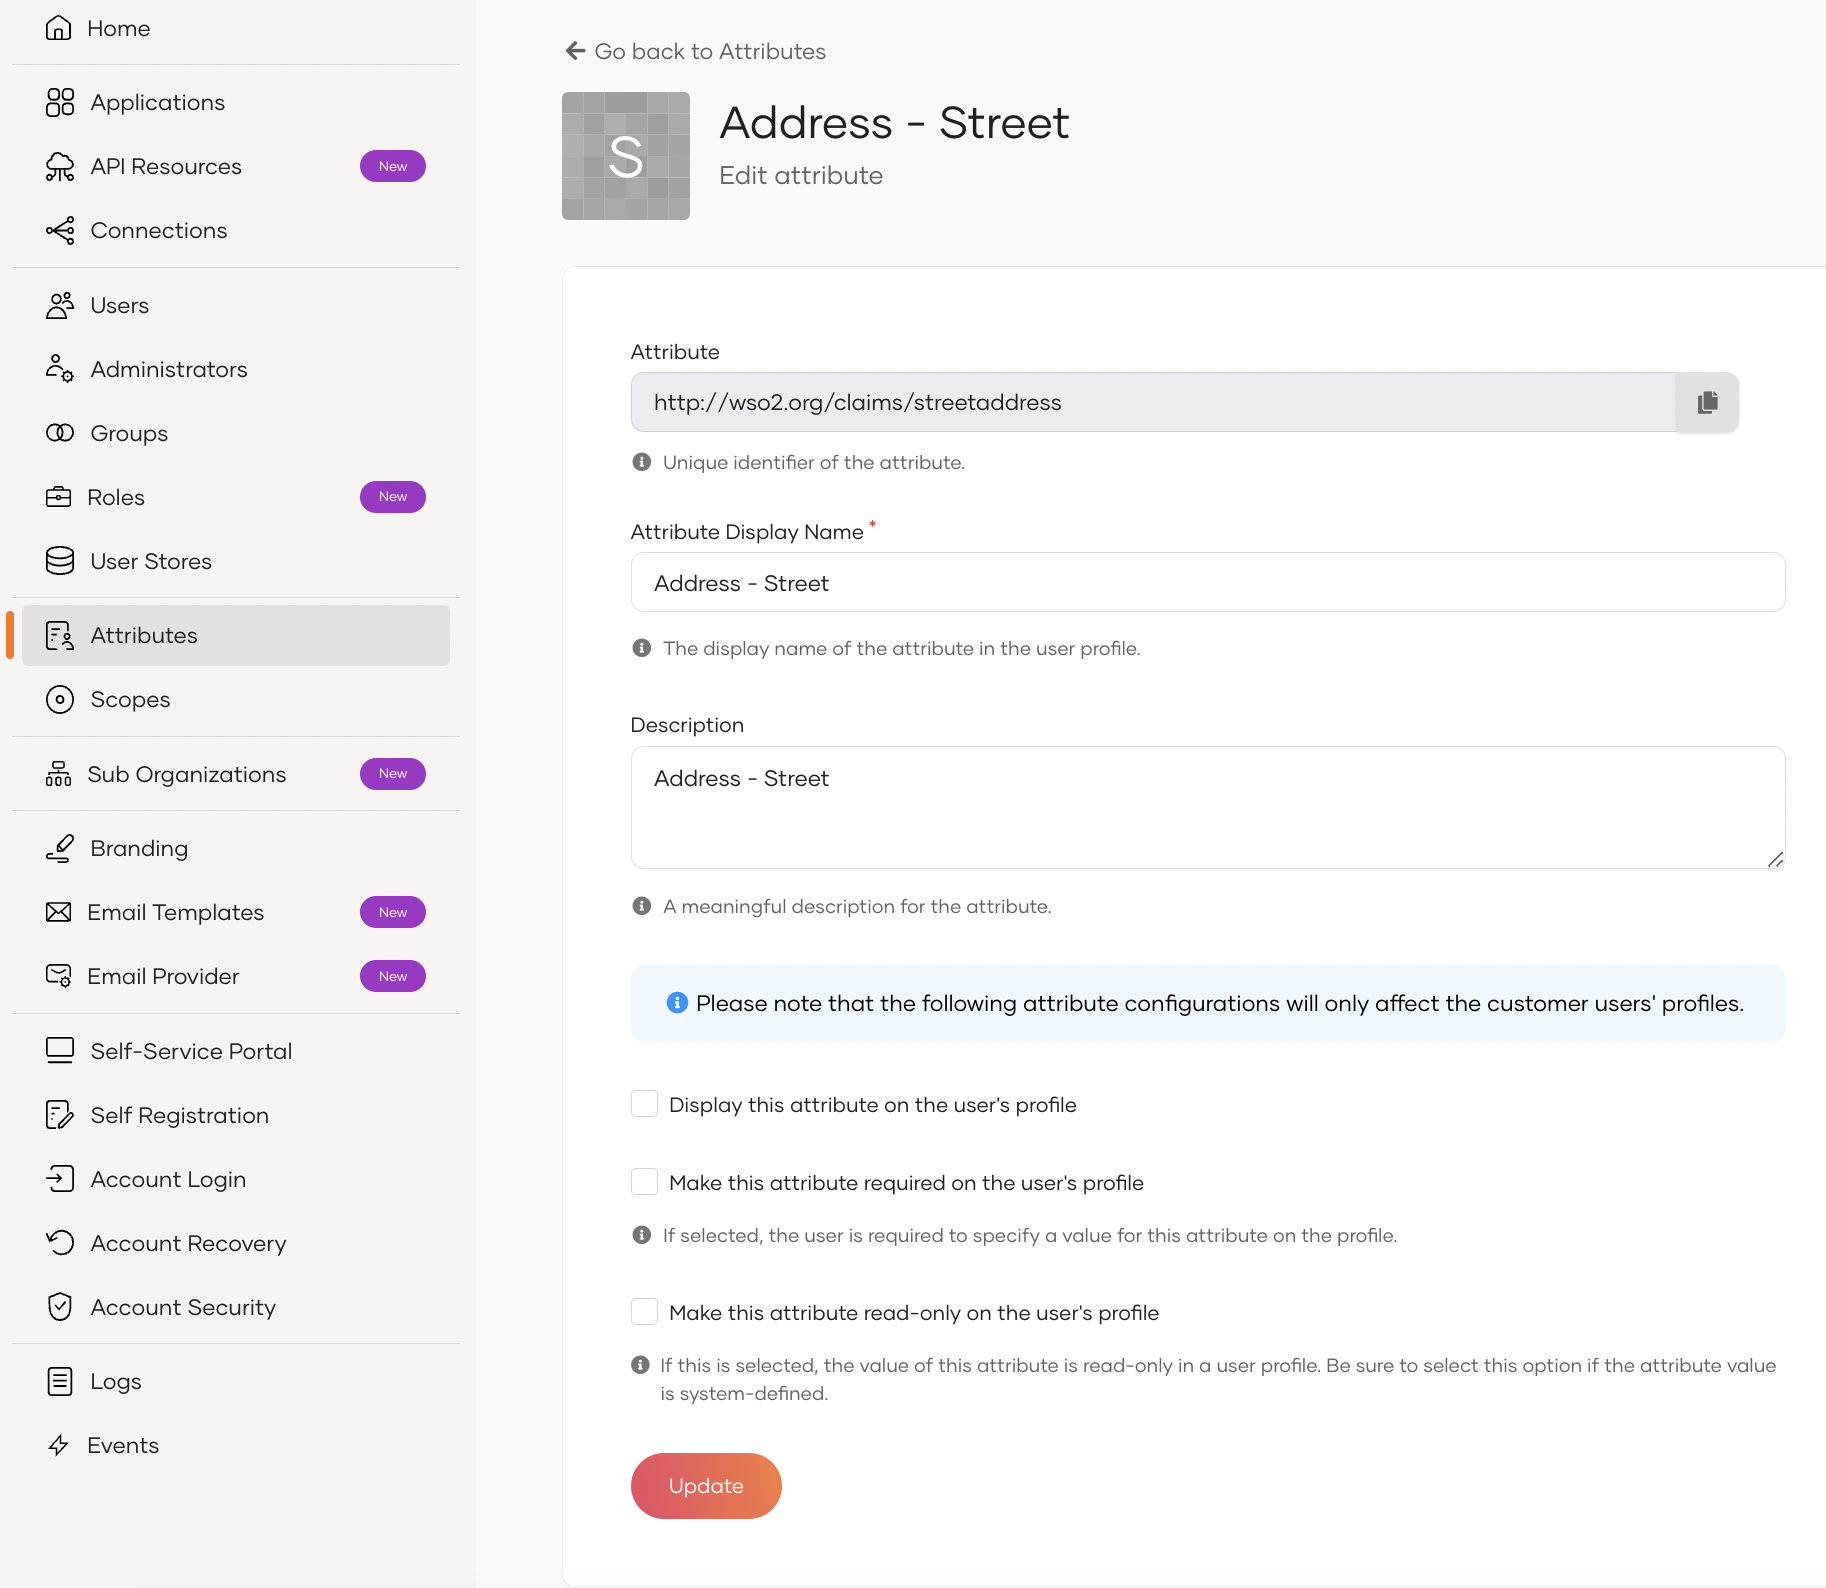 Home
Applications
API Resources New
Connections
Users
Administrators
Groups
Roles New
User Stores
Attributes
Scopes
Sub Organizations New
Branding
Email Templates New
Email Provider New
Self-Service Portal
Self Registration
Account Login
Account Recovery
Account Security
Logs
Events
Go back to Attributes
S
Address - Street
Edit attribute
Attribute
http://wso2.org/claims/streetaddress
Unique identifier of the attribute.
Attribute Display Name *
Address - Street
The display name of the attribute in the user profile.
Description
Address - Street
A meaningful description for the attribute.
Please note that the following attribute configurations will only affect the customer users' profiles.
Display this attribute on the user's profile
Make this attribute required on the user's profile
If selected, the user is required to specify a value for this attribute on the profile.
Make this attribute read-only on the user's profile
If this is selected, the value of this attribute is read-only in a user profile. Be sure to select this option if the attribute value
is system-defined.
Update